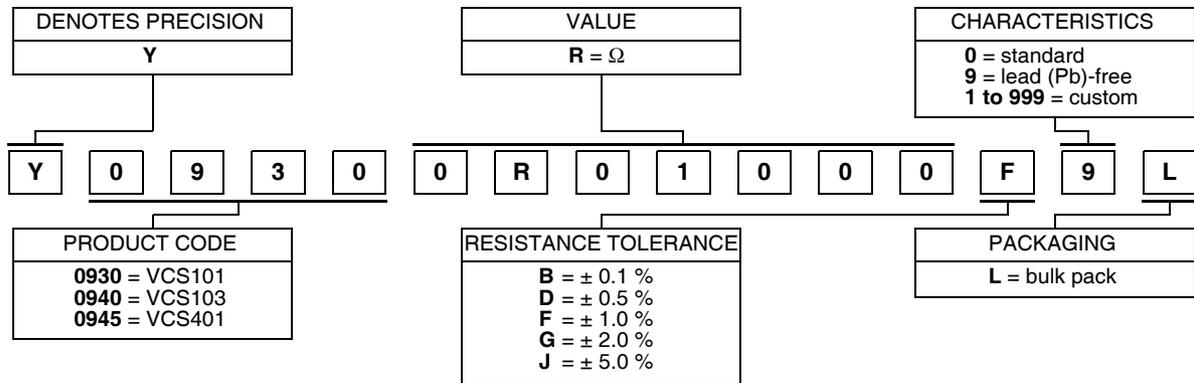 DENOTES PRECISION
Y
VALUE
R = Ω
CHARACTERISTICS
0 = standard
9 = lead (Pb)-free
1 to 999 = custom
Y 0 9 3 0 0 R 0 1 0 0 0 F 9 L
PRODUCT CODE
0930 = VCS101
0940 = VCS103
0945 = VCS401
RESISTANCE TOLERANCE
B = ± 0.1 %
D = ± 0.5 %
F = ± 1.0 %
G = ± 2.0 %
J = ± 5.0 %
PACKAGING
L = bulk pack